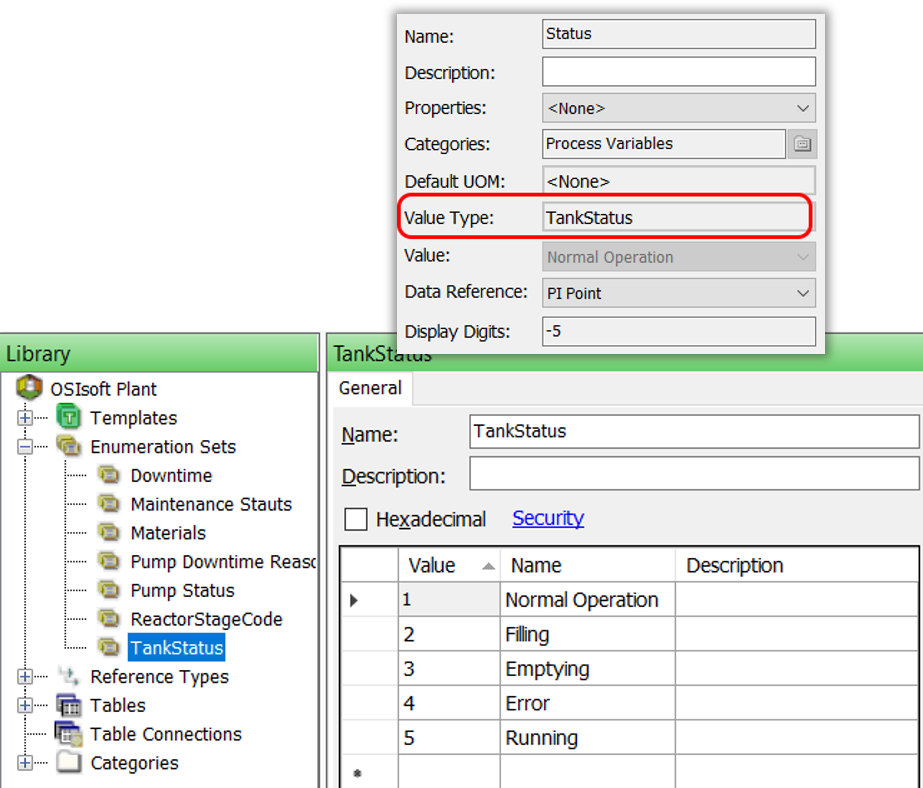 Name: Status
Description:
Properties: <None>
Categories: Process Variables
Default UOM: <None>
Value Type: TankStatus
Value: Normal Operation
Data Reference: PI Point
Display Digits: -5
Library
OSIsoft Plant
Templates
Enumeration Sets
Downtime
Maintenance Stauts
Materials
Pump Downtime Reasc
Pump Status
ReactorStageCode
TankStatus
Reference Types
Tables
Table Connections
Categories
TankStatus
General
Name: TankStatus
Description:
Hexadecimal Security
Value Name Description
1 Normal Operation
2 Filling
3 Emptying
4 Error
5 Running
*